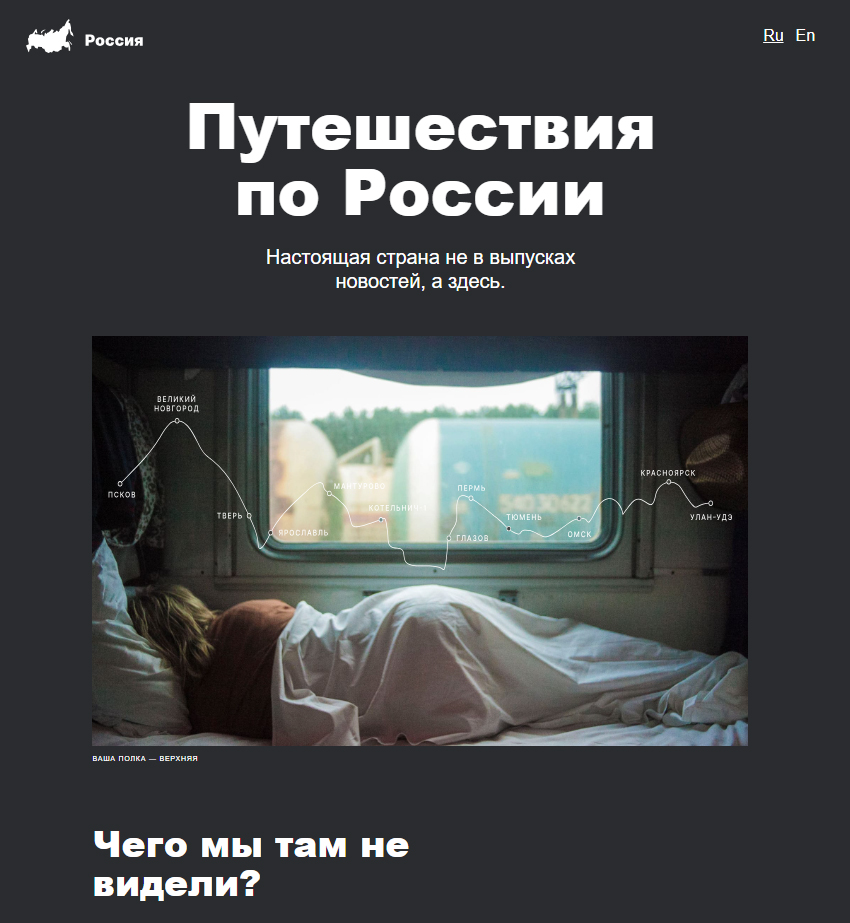 Россия
Ru En
Путешествия
по России
Настоящая страна не в выпусках
новостей, а здесь.
ВЕЛИКИЙ
НОВГОРОД
ПСКОВ
ТВЕРЬ
ЯРОСЛАВЛЬ
МАНТУРОВО
КОТЕЛЬНИЧ
ПЕРМЬ
ГЛАЗОВ
ТЮМЕНЬ
ОМСК
КРАСНОЯРСК
УЛАН-УДЭ
ВАША ПОЛКА — ВЕРХНЯЯ
Чего мы там не
видели?